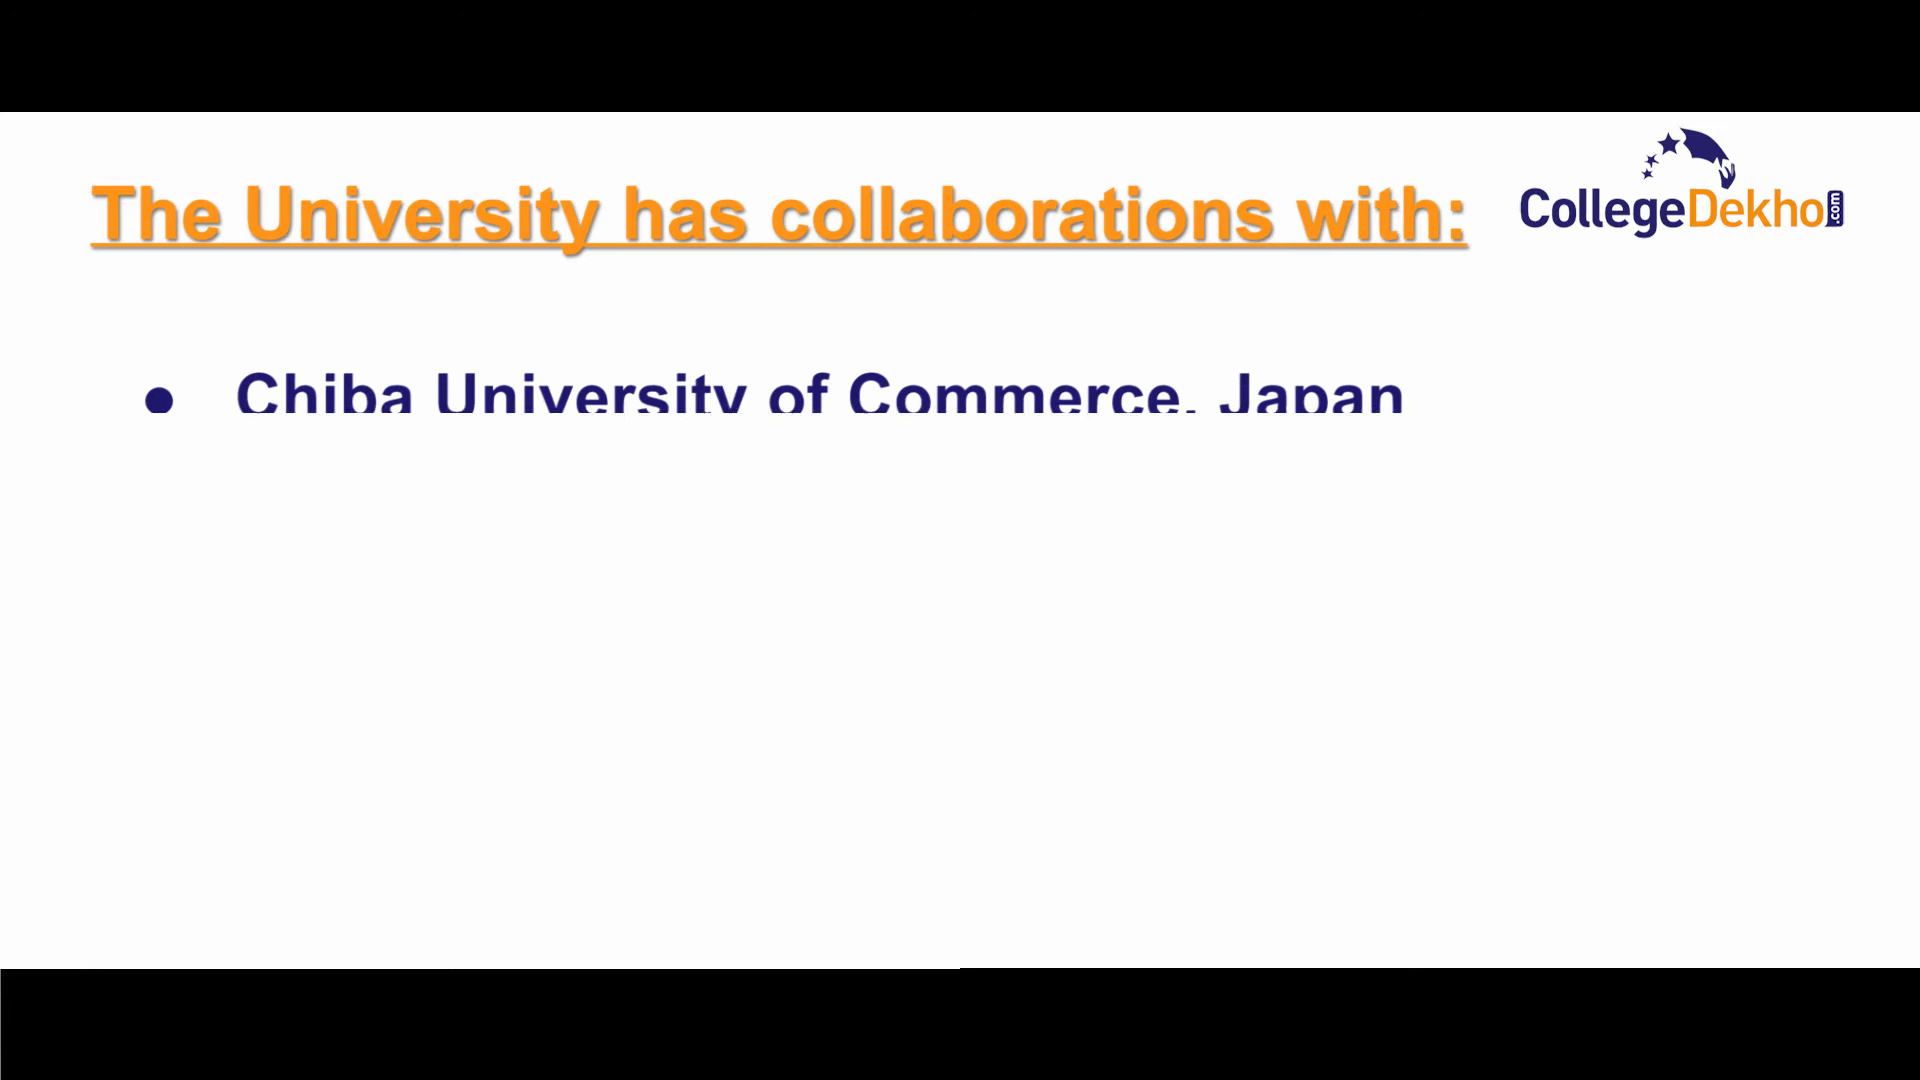 The University has collaborations with:
CollegeDekho.com
● Chiba University of Commerce, Japan